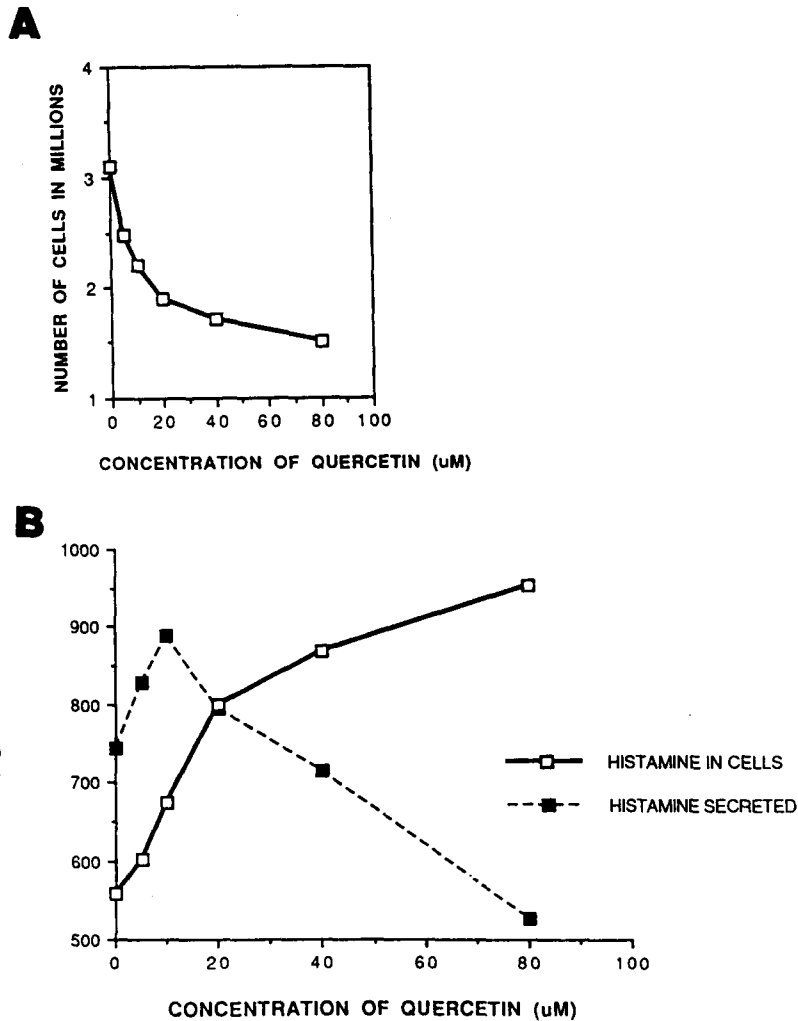 A
NUMBER OF CELLS IN MILLIONS
4
3
2
1
0 20 40 60 80 100
CONCENTRATION OF QUERCETIN (uM)
B
1000
900
800
700
600
500
0 20 40 60 80 100
HISTAMINE IN CELLS
HISTAMINE SECRETED
CONCENTRATION OF QUERCETIN (uM)